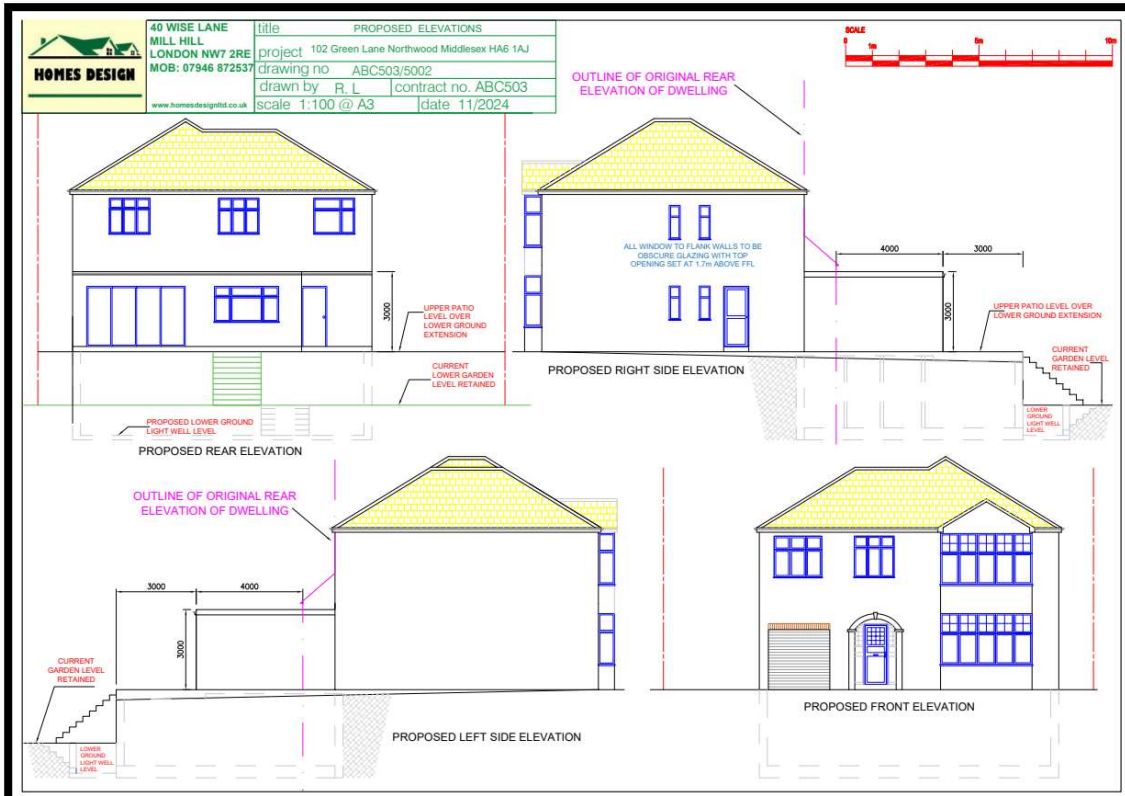 HOMES DESIGN
40 WISE LANE
MILL HILL
LONDON NW7 2RE
MOB: 07946 872537
www.homesdesignltd.co.uk
title PROPOSED ELEVATIONS
project 102 Green Lane Northwood Middlesex HA6 1AJ
drawing no ABC503/5002
drawn by R. L contract no. ABC503
scale 1:100 @ A3 date 11/2024
SCALE
0 1m 5m 10m
OUTLINE OF ORIGINAL REAR
ELEVATION OF DWELLING
3000
UPPER PATIO
LEVEL OVER
LOWER GROUND
EXTENSION
CURRENT
LOWER GARDEN
LEVEL RETAINED
PROPOSED LOWER GROUND
LIGHT WELL LEVEL
PROPOSED REAR ELEVATION
ALL WINDOW TO FLANK WALLS TO BE
OBSCURE GLAZING WITH TOP
OPENING SET AT 1.7m ABOVE FFL
4000 3000
3000
UPPER PATIO LEVEL OVER
LOWER GROUND EXTENSION
CURRENT
GARDEN LEVEL
RETAINED
LOWER
GROUND
LIGHT WELL
LEVEL
PROPOSED RIGHT SIDE ELEVATION
OUTLINE OF ORIGINAL REAR
ELEVATION OF DWELLING
3000 4000
3000
CURRENT
GARDEN LEVEL
RETAINED
LOWER
GROUND
LIGHT WELL
LEVEL
PROPOSED LEFT SIDE ELEVATION
PROPOSED FRONT ELEVATION